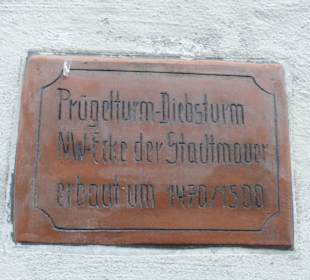 Prügelturm-Diebsturm
NW-Ecke der Stadtmauer
erbaut um 1470/1500